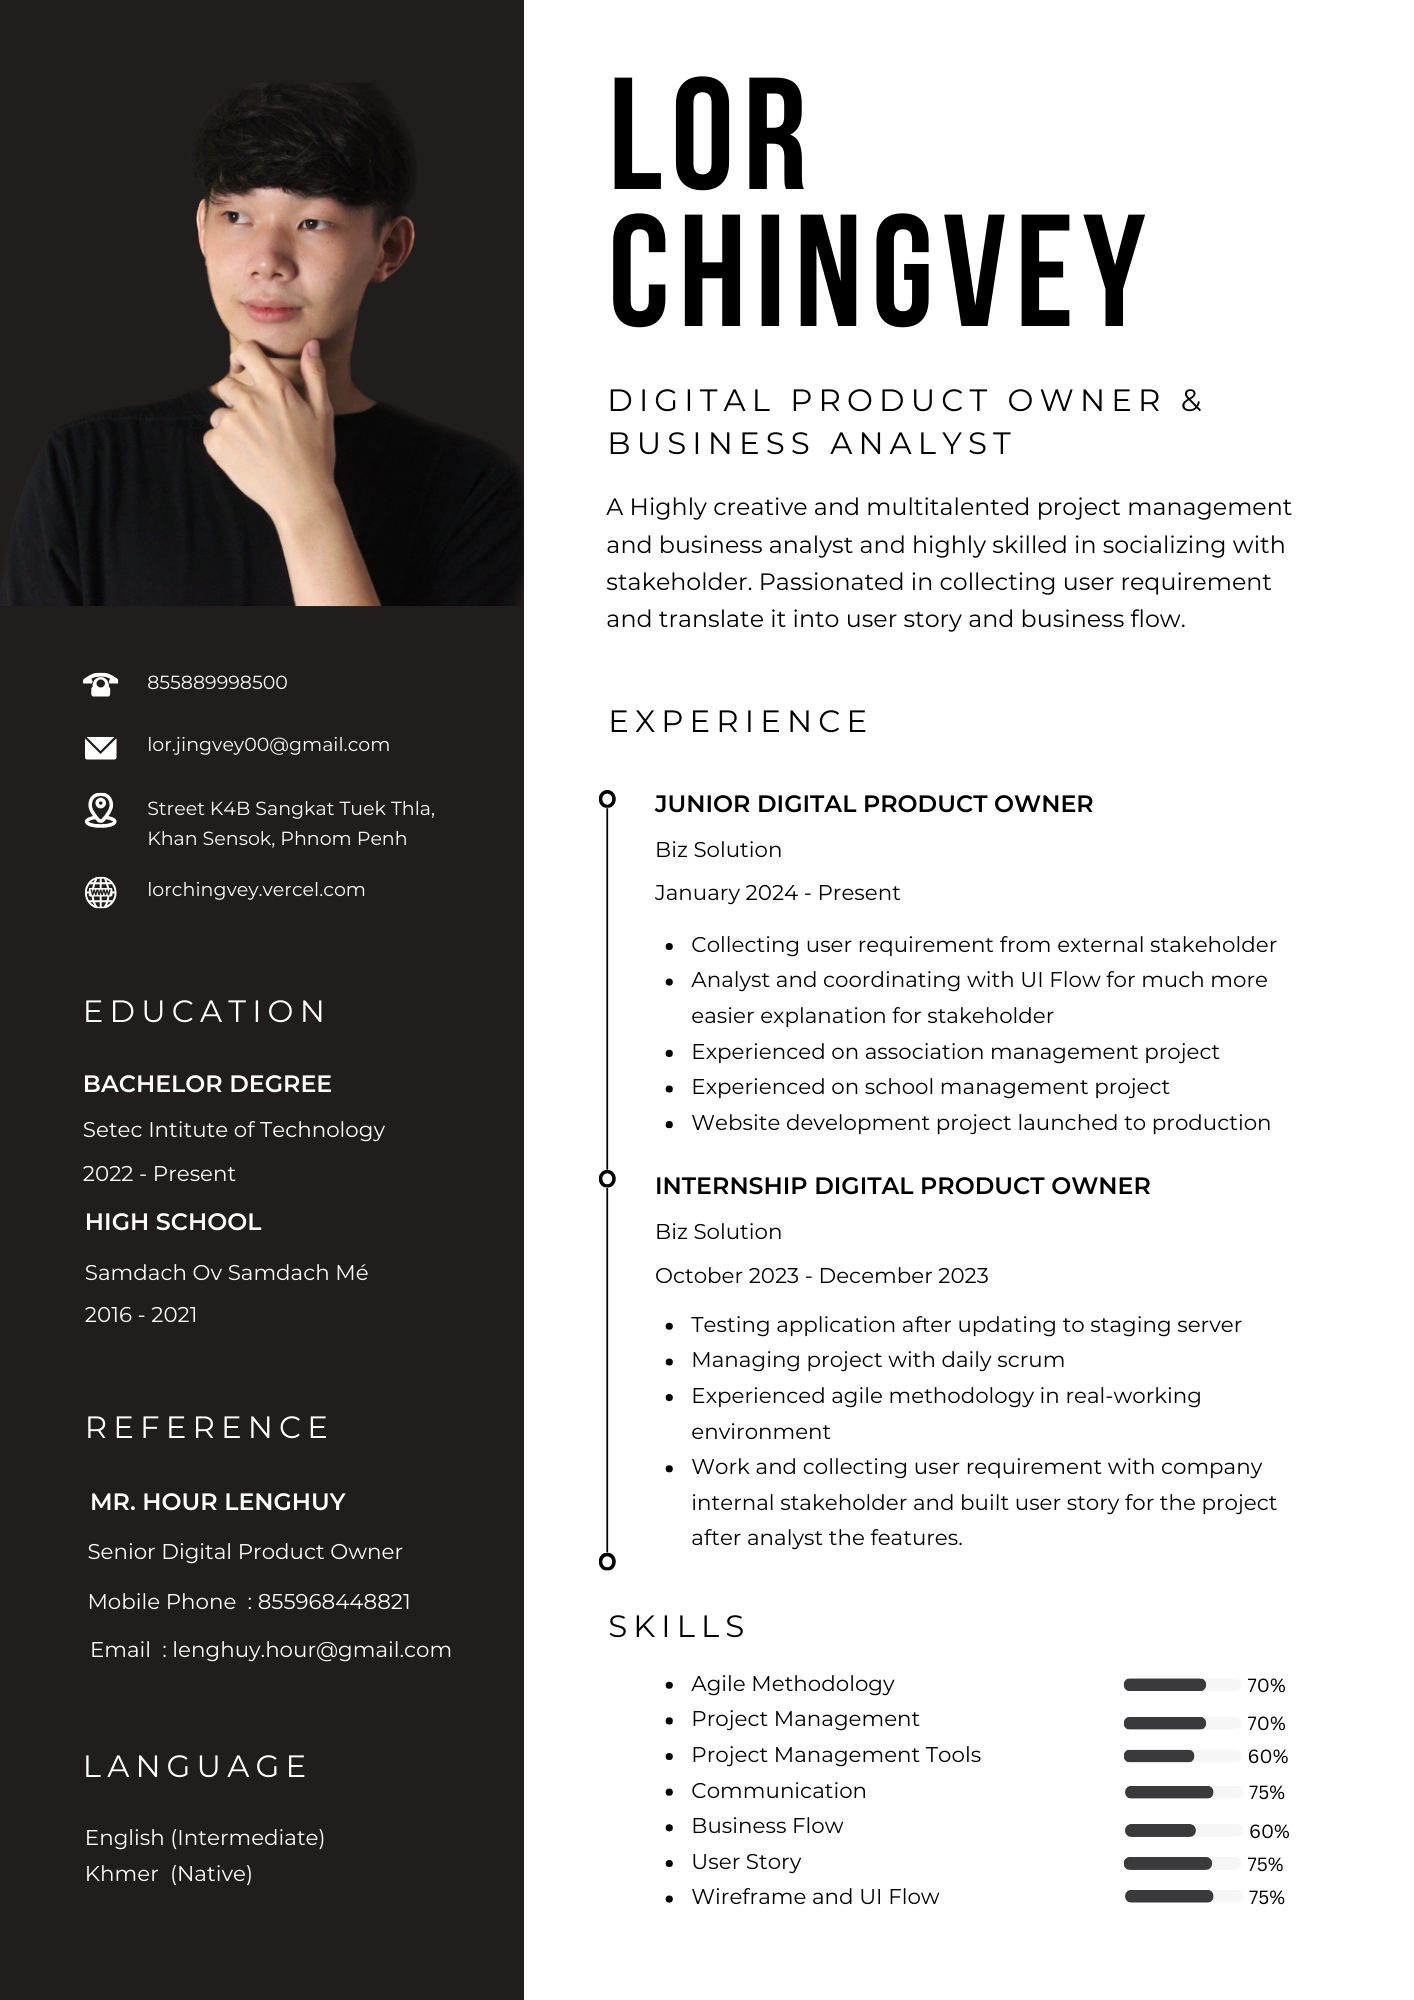 LOR
CHINGVEY
DIGITAL PRODUCT OWNER &
BUSINESS ANALYST
A Highly creative and multitalented project management
and business analyst and highly skilled in socializing with
stakeholder. Passionated in collecting user requirement
and translate it into user story and business flow.
855889998500
lor.jingvey00@gmail.com
Street K4B Sangkat Tuek Thla,
Khan Sensok, Phnom Penh
WWW
lorchingvey.vercel.com
EDUCATION
BACHELOR DEGREE
Setec Intitute of Technology
2022 - Present
HIGH SCHOOL
Samdach Ov Samdach Mé
2016 - 2021
REFERENCE
MR. HOUR LENGHUY
Senior Digital Product Owner
Mobile Phone : 855968448821
Email : lenghuy.hour@gmail.com
LANGUAGE
English (Intermediate)
Khmer (Native)
EXPERIENCE
JUNIOR DIGITAL PRODUCT OWNER
Biz Solution
January 2024 - Present
• Collecting user requirement from external stakeholder
• Analyst and coordinating with UI Flow for much more
easier explanation for stakeholder
• Experienced on association management project
• Experienced on school management project
• Website development project launched to production
INTERNSHIP DIGITAL PRODUCT OWNER
Biz Solution
October 2023 - December 2023
• Testing application after updating to staging server
• Managing project with daily scrum
• Experienced agile methodology in real-working
environment
• Work and collecting user requirement with company
internal stakeholder and built user story for the project
after analyst the features.
SKILLS
• Agile Methodology 70%
• Project Management 70%
• Project Management Tools 60%
• Communication 75%
• Business Flow 60%
• User Story 75%
• Wireframe and UI Flow 75%